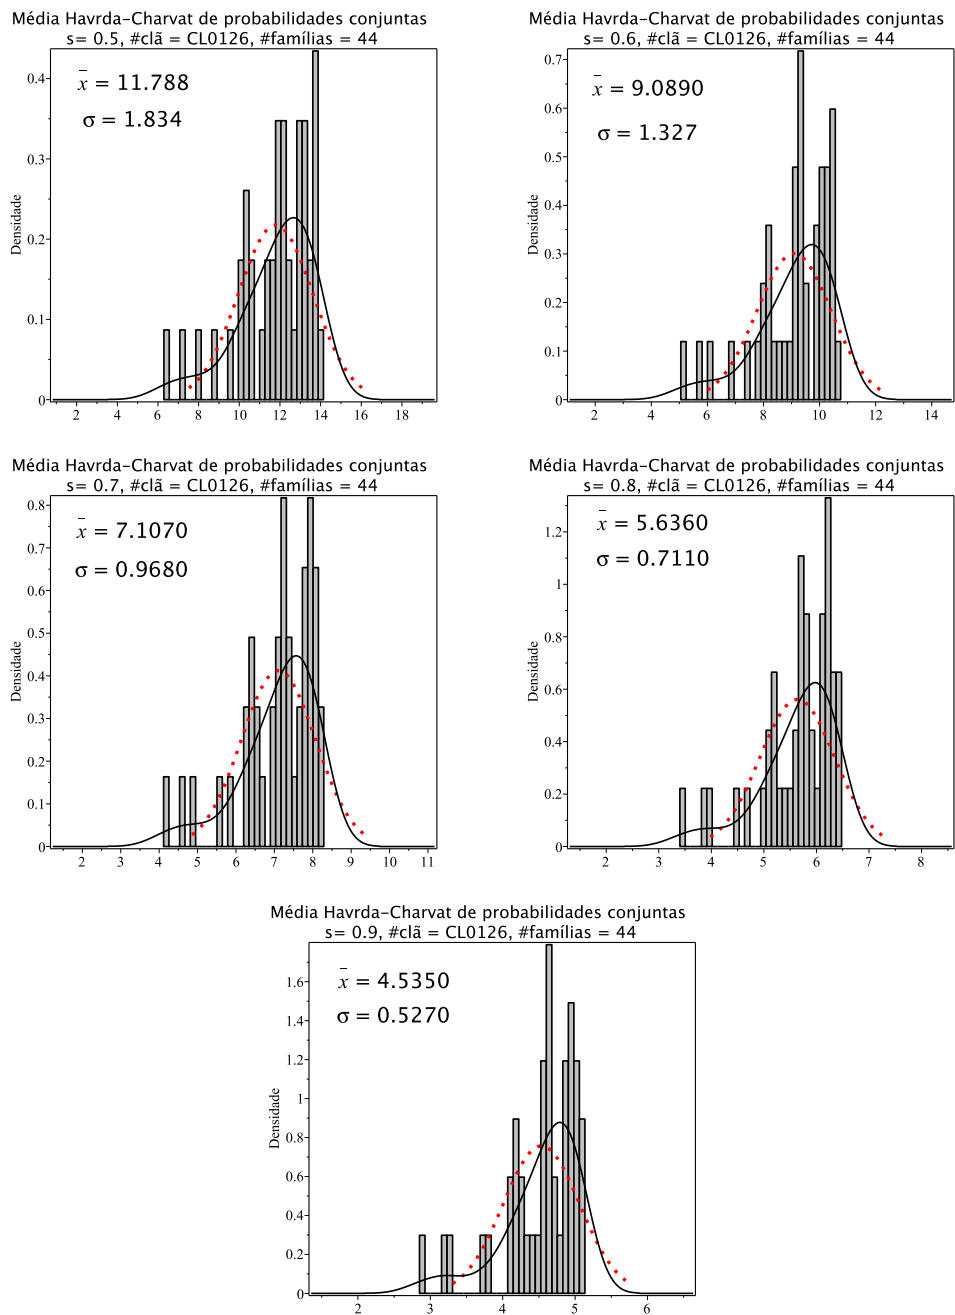 Média Havrda-Charvat de probabilidades conjuntas
s= 0.5, #clã = CL0126, #famílias = 44
x̄ = 11.788
σ = 1.834
Densidade
0.4
0.3
0.2
0.1
0
2 4 6 8 10 12 14 16 18
Média Havrda-Charvat de probabilidades conjuntas
s= 0.6, #clã = CL0126, #famílias = 44
x̄ = 9.0890
σ = 1.327
Densidade
0.7
0.6
0.5
0.4
0.3
0.2
0.1
0
2 4 6 8 10 12 14
Média Havrda-Charvat de probabilidades conjuntas
s= 0.7, #clã = CL0126, #famílias = 44
x̄ = 7.1070
σ = 0.9680
Densidade
0.8
0.7
0.6
0.5
0.4
0.3
0.2
0.1
0
2 3 4 5 6 7 8 9 10 11
Média Havrda-Charvat de probabilidades conjuntas
s= 0.8, #clã = CL0126, #famílias = 44
x̄ = 5.6360
σ = 0.7110
Densidade
1.2
1
0.8
0.6
0.4
0.2
0
2 3 4 5 6 7 8
Média Havrda-Charvat de probabilidades conjuntas
s= 0.9, #clã = CL0126, #famílias = 44
x̄ = 4.5350
σ = 0.5270
Densidade
1.6
1.4
1.2
1
0.8
0.6
0.4
0.2
0
2 3 4 5 6